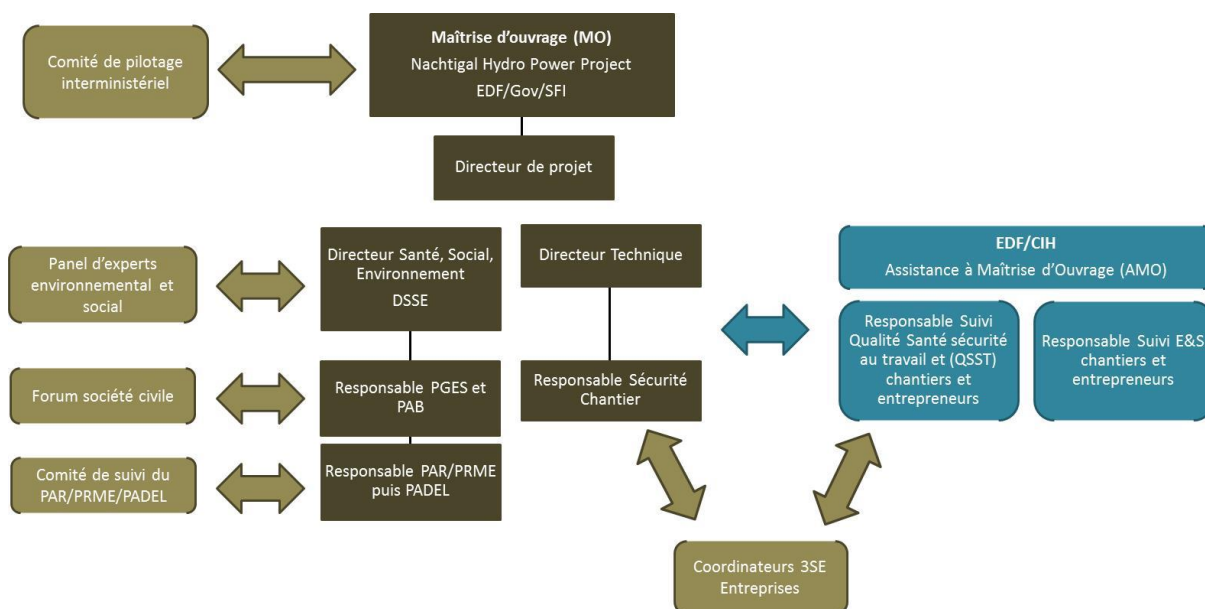 Comité de pilotage
interministériel
Maîtrise d'ouvrage (MO)
Nachtigal Hydro Power Project
EDF/Gov/SFI
Directeur de projet
Panel d'experts
environnemental et
social
Directeur Santé, Social,
Environnement
DSSE
Directeur Technique
EDF/CIH
Assistance à Maîtrise d'Ouvrage (AMO)
Responsable Suivi
Qualité Santé sécurité
au travail et (QSST)
chantiers et
entrepreneurs
Responsable Suivi E&S
chantiers et
entrepreneurs
Forum société civile
Responsable PGES et
PAB
Responsable Sécurité
Chantier
Comité de suivi du
PAR/PRME/PADEL
Responsable PAR/PRME
puis PADEL
Coordinateurs 3SE
Entreprises